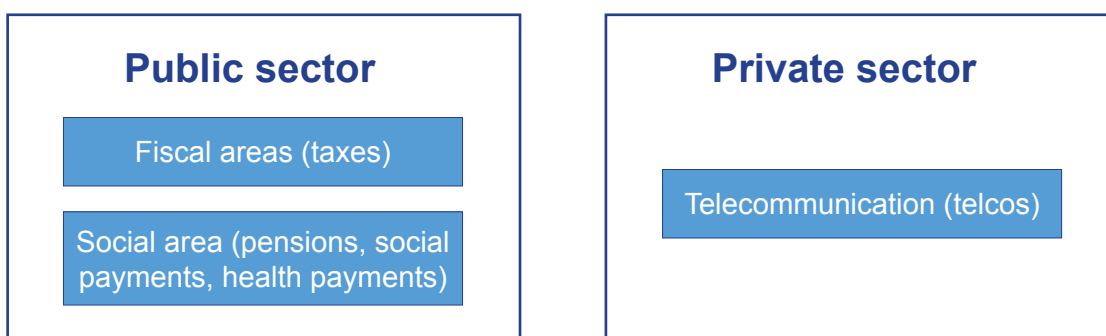 Public sector
Fiscal areas (taxes)
Social area (pensions, social
payments, health payments)
Private sector
Telecommunication (telcos)